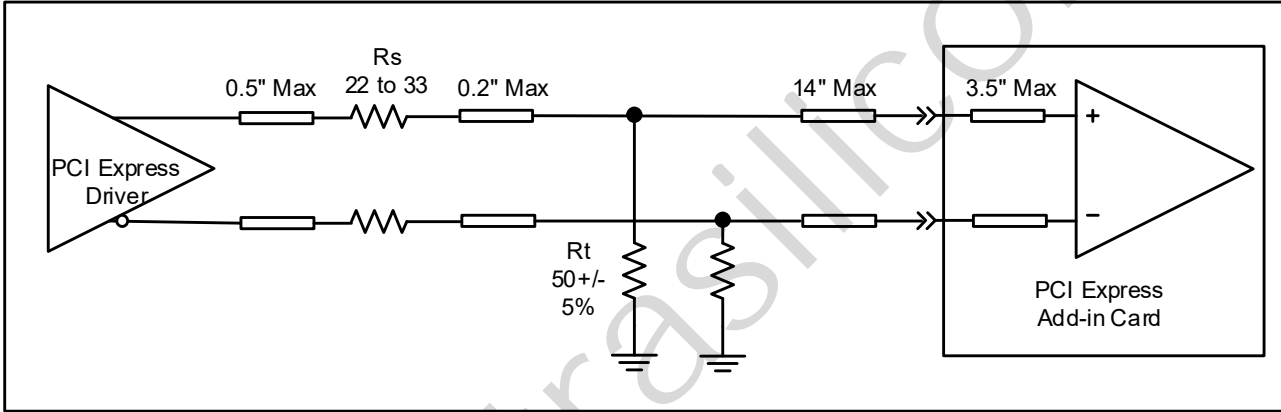 Rs
22 to 33
0.5" Max
0.2" Max
14" Max
3.5" Max
PCI Express
Driver
+
−
Rt
50+/-
5%
PCI Express
Add-in Card